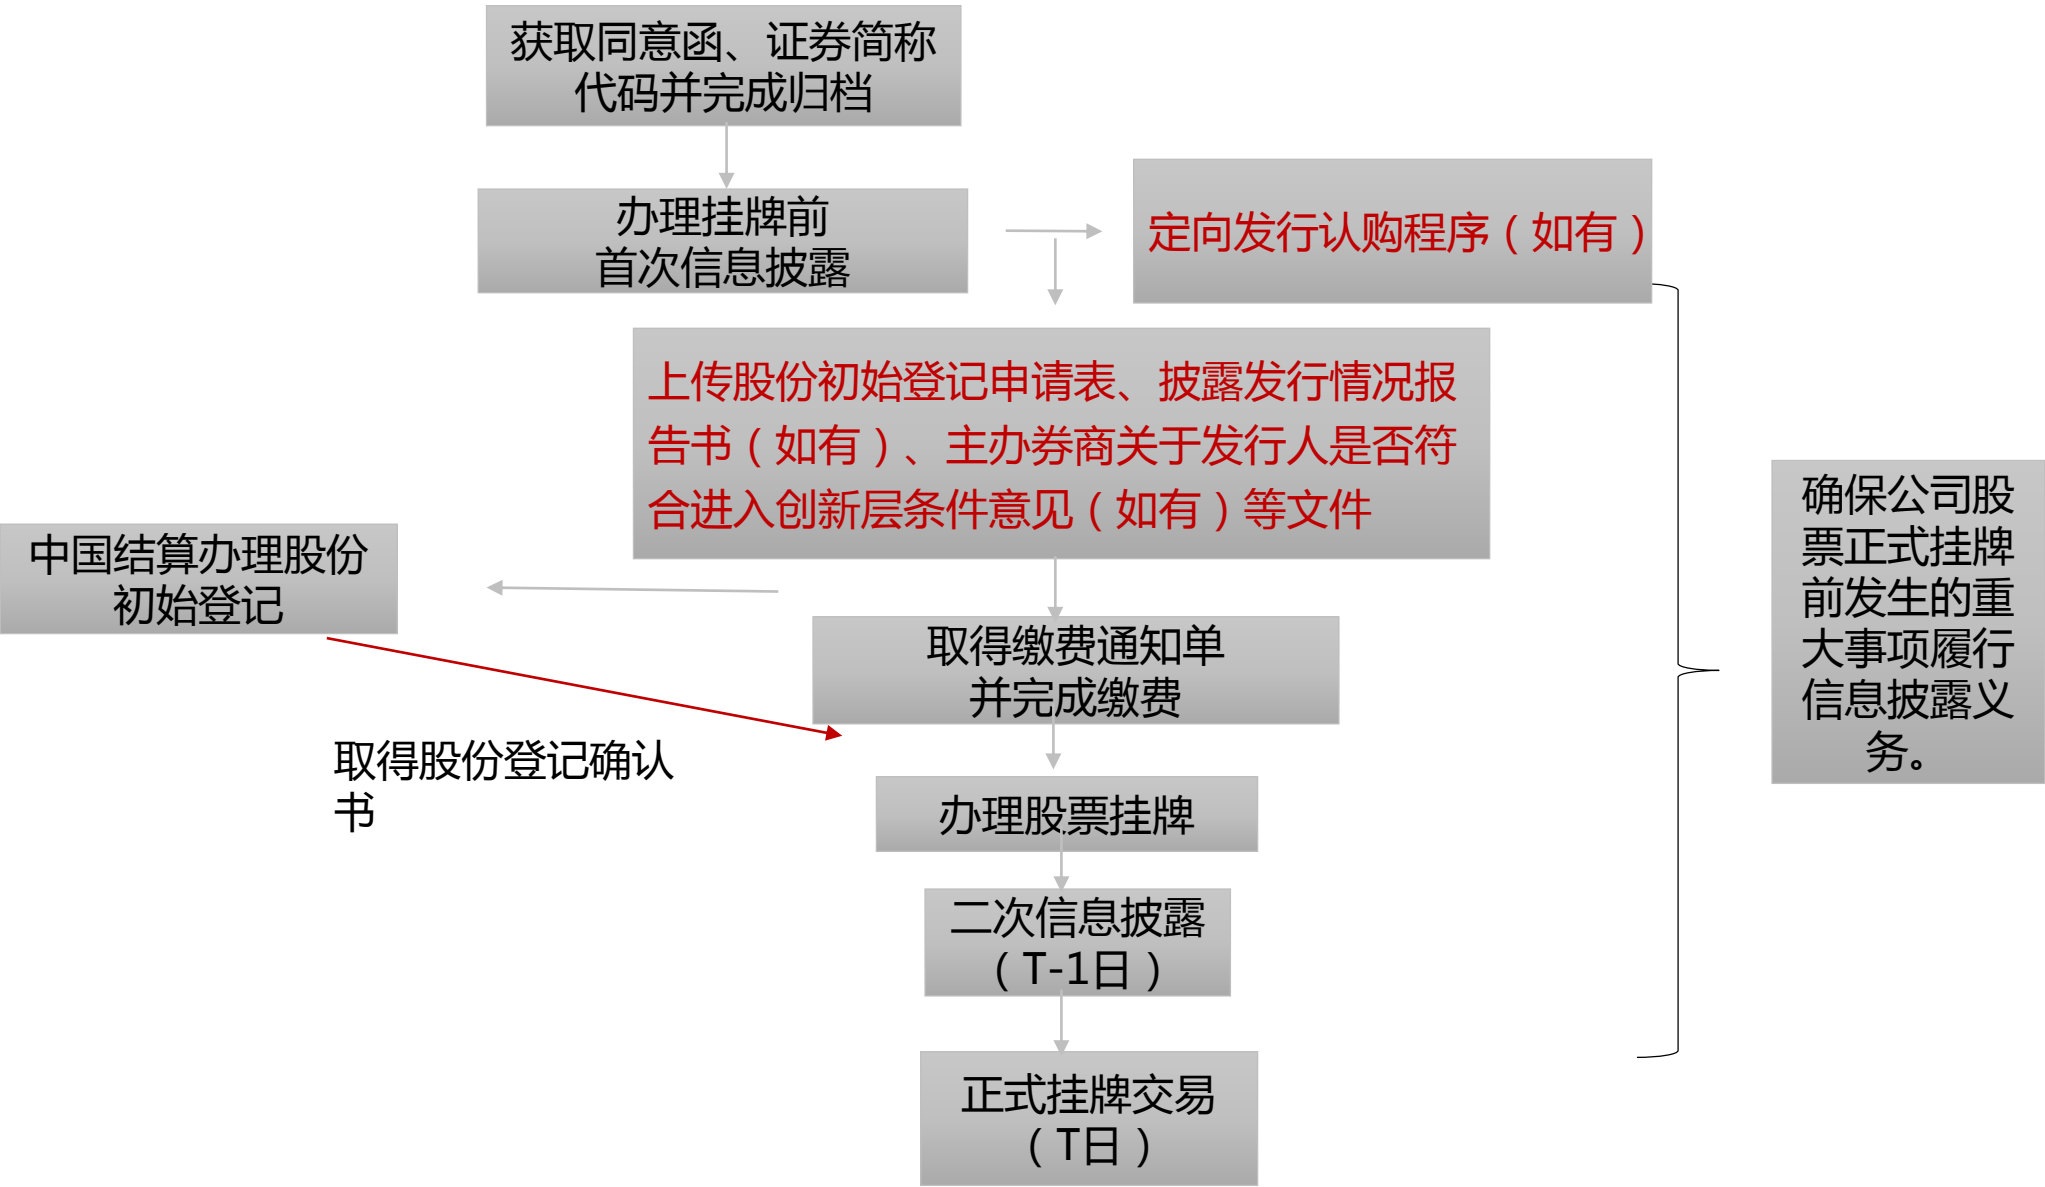 获取同意函、证券简称
代码并完成归档
办理挂牌前
首次信息披露
定向发行认购程序（如有）
上传股份初始登记申请表、披露发行情况报
告书（如有）、主办券商关于发行人是否符
合进入创新层条件意见（如有）等文件
中国结算办理股份
初始登记
取得缴费通知单
并完成缴费
取得股份登记确认
书
办理股票挂牌
二次信息披露
（T-1日）
正式挂牌交易
（T日）
确保公司股
票正式挂牌
前发生的重
大事项履行
信息披露义
务。